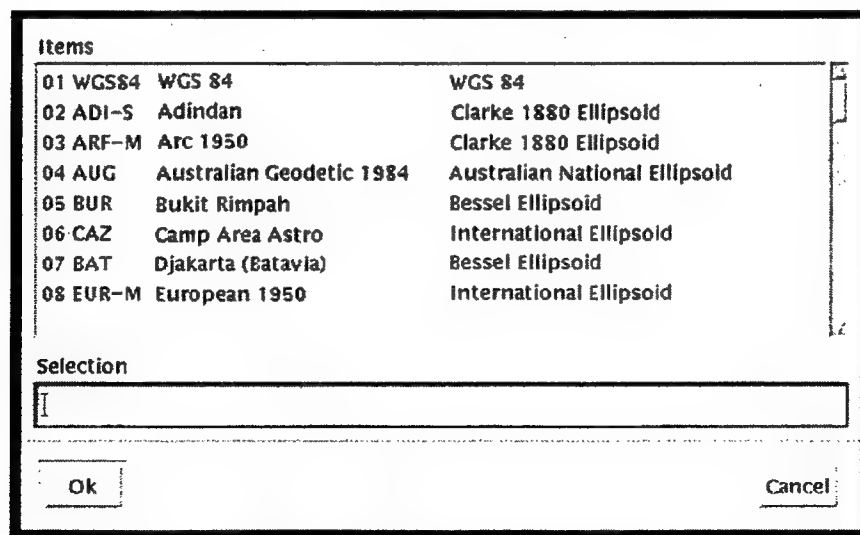 Items
01 WGS84 WGS 84 WGS 84
02 ADI-S Adindan Clarke 1880 Ellipsoid
03 ARF-M Arc 1950 Clarke 1880 Ellipsoid
04 AUG Australian Geodetic 1984 Australian National Ellipsoid
05 BUR Bukit Rimpah Bessel Ellipsoid
06 CAZ Camp Area Astro International Ellipsoid
07 BAT Djakarta (Batavia) Bessel Ellipsoid
08 EUR-M European 1950 International Ellipsoid
Selection
Ok Cancel